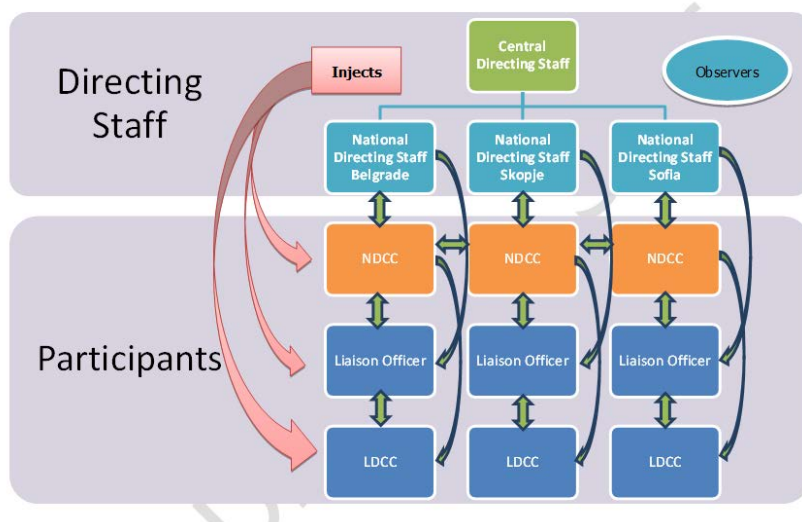 Directing
Staff
Injects
Central
Directing Staff
Observers
National
Directing Staff
Belgrade
National
Directing Staff
Skopje
National
Directing Staff
Sofia
Participants
NDCC
NDCC
NDCC
Liaison Officer
Liaison Officer
Liaison Officer
LDCC
LDCC
LDCC